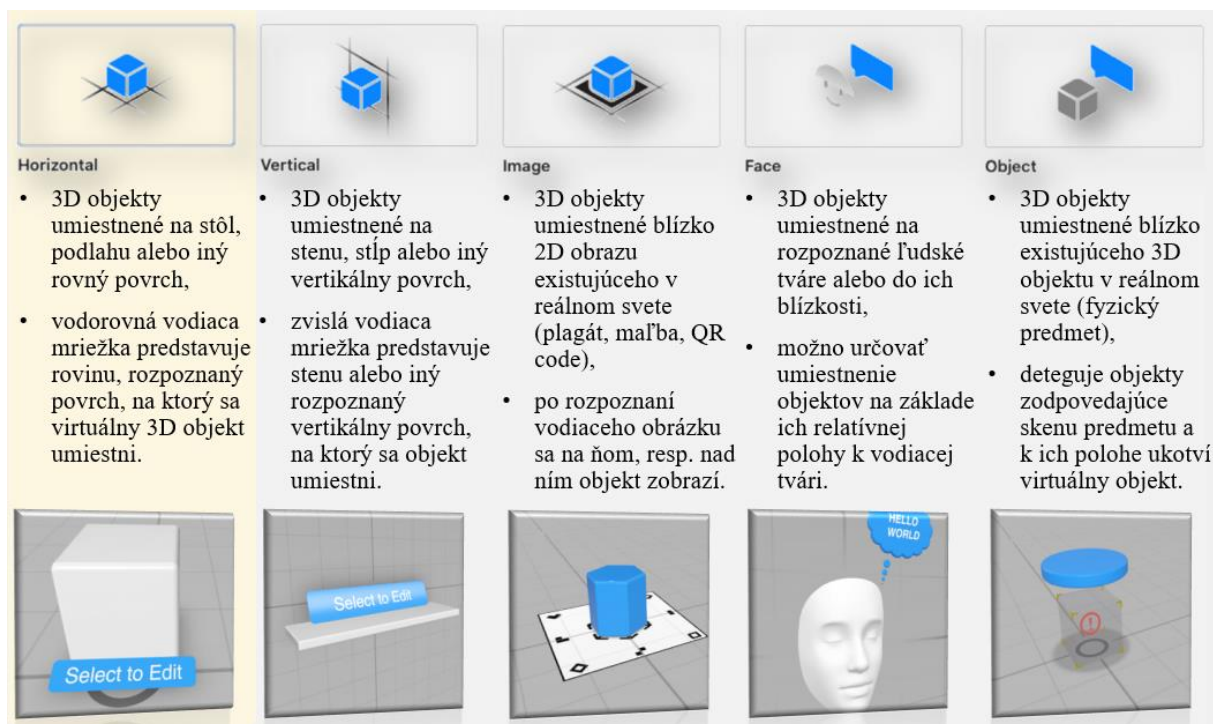 Horizontal
• 3D objekty
umiestnené na stôl,
podlahu alebo iný
rovný povrch,
• vodorovná vodiaca
mriežka predstavuje
rovinu, rozpoznaný
povrch, na ktorý sa
virtuálny 3D objekt
umiestni.
Select to Edit
Vertical
• 3D objekty
umiestnené na
stenu, stĺp alebo iný
vertikálny povrch,
• zvislá vodiaca
mriežka predstavuje
stenu alebo iný
rozpoznaný
vertikálny povrch,
na ktorý sa objekt
umiestni.
Select to Edit
Image
• 3D objekty
umiestnené blízko
2D obrazu
existujúceho v
reálnom svete
(plagát, maľba, QR
code),
• po rozpoznaní
vodiaceho obrázku
sa na ňom, resp. nad
ním objekt zobrazí.
Face
• 3D objekty
umiestnené na
rozpoznané ľudské
tváre alebo do ich
blízkosti,
• možno určovať
umiestnenie
objektov na základe
ich relatívnej
polohy k vodiacej
tvári.
HELLO
WORLD
Object
• 3D objekty
umiestnené blízko
existujúceho 3D
objektu v reálnom
svete (fyzický
predmet),
• deteguje objekty
zodpovedajúce
skenu predmetu a
k ich polohe ukotví
virtuálny objekt.